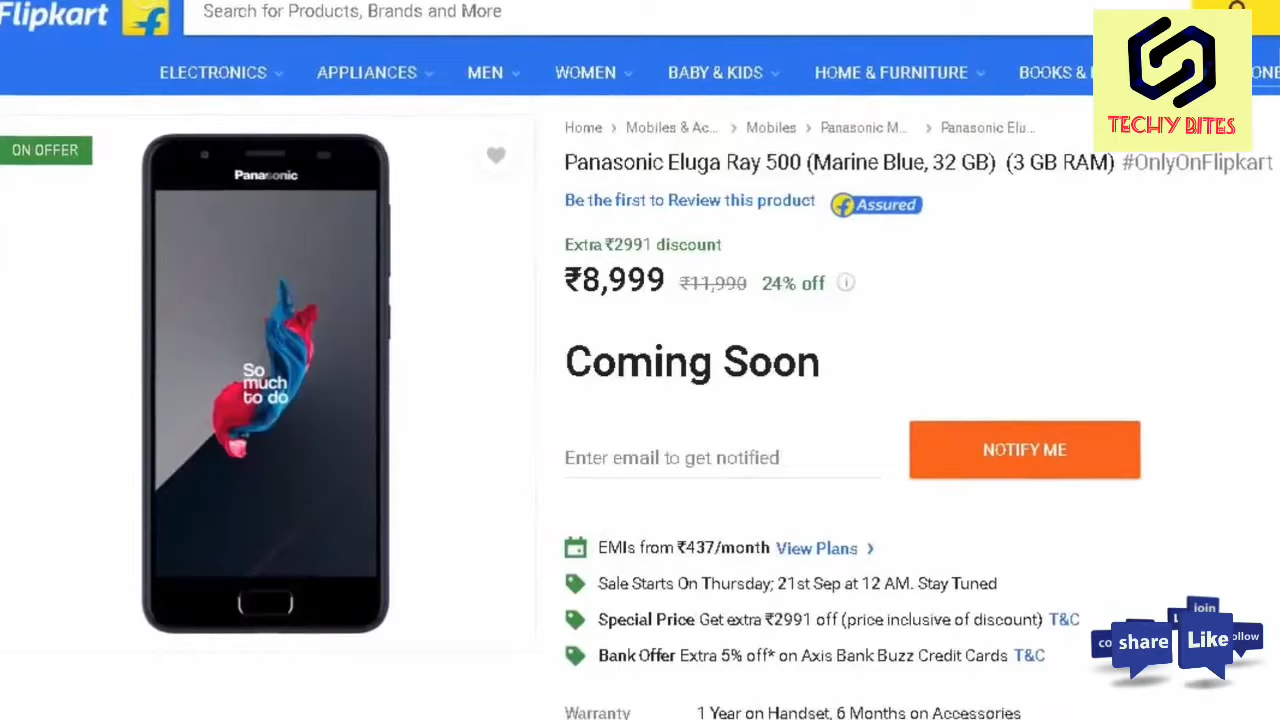 Flipkart
Search for Products, Brands and More
ELECTRONICS
APPLIANCES
MEN
WOMEN
BABY & KIDS
HOME & FURNITURE
BOOKS &
TECHY BITES
ON OFFER
Home > Mobiles & Ac... > Mobiles > Panasonic M... > Panasonic Elu...
Panasonic Eluga Ray 500 (Marine Blue, 32 GB) (3 GB RAM) #OnlyOnFlipkart
Be the first to Review this product
Assured
Extra ₹2991 discount
₹8,999 ₹11,990 24% off
Coming Soon
Enter email to get notified
NOTIFY ME
EMIs from ₹437/month View Plans >
Sale Starts On Thursday; 21st Sep at 12 AM. Stay Tuned
Special Price Get extra ₹2991 off (price inclusive of discount) T&C
Bank Offer Extra 5% off* on Axis Bank Buzz Credit Cards T&C
Warranty 1 Year on Handset, 6 Months on Accessories
Panasonic
So
much
to do
join
share
Like